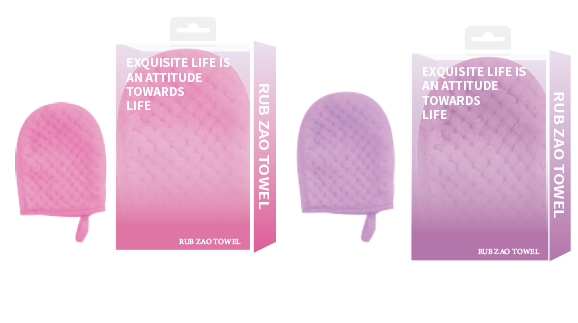 EXQUISITE LIFE IS
AN ATTITUDE
TOWARDS
LIFE
RUB ZAO TOWEL
RUB ZAO TOWEL
EXQUISITE LIFE IS
AN ATTITUDE
TOWARDS
LIFE
RUB ZAO TOWEL
RUB ZAO TOWEL